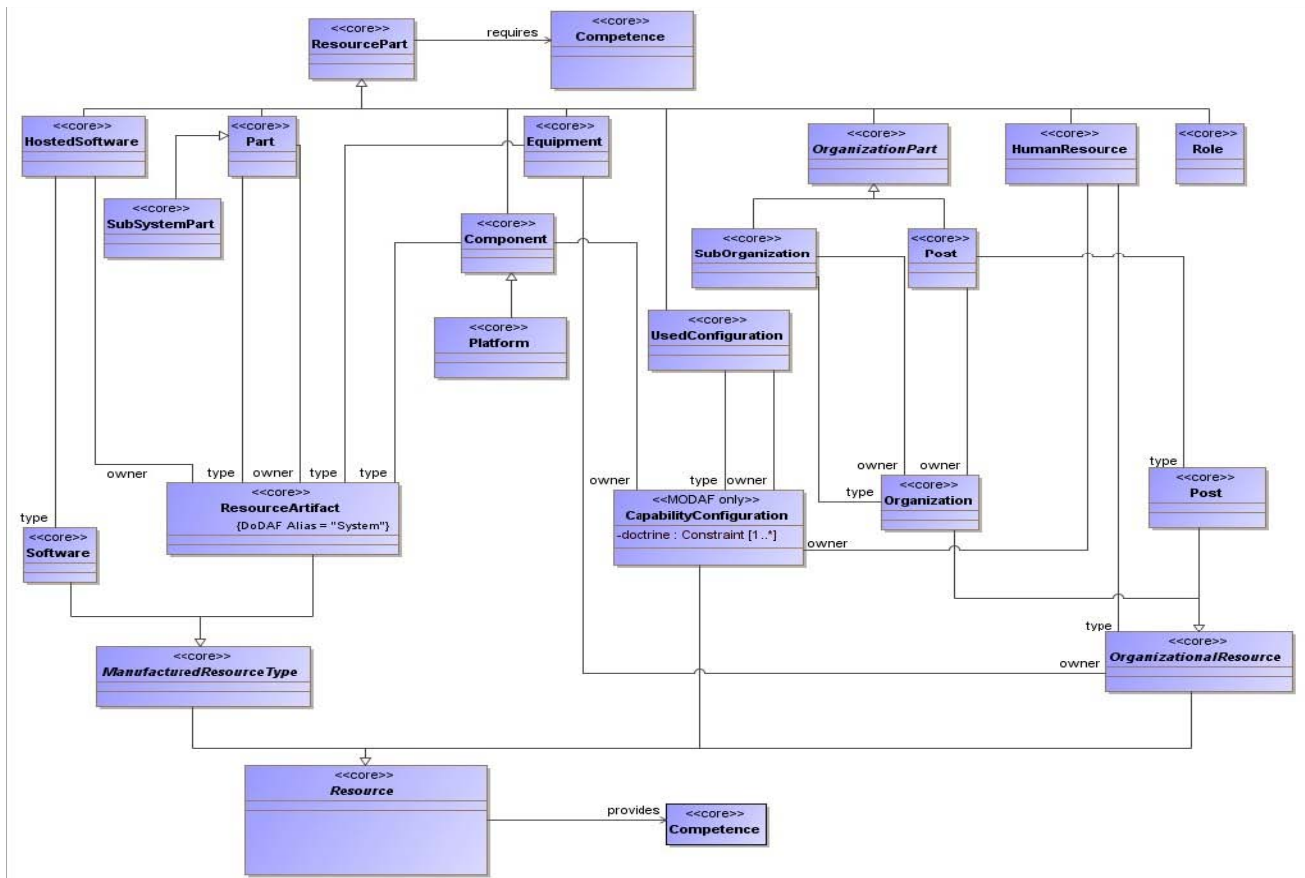 <<core>>
ResourcePart
requires
<<core>>
Competence
<<core>>
HostedSoftware
<<core>>
Part
<<core>>
Equipment
<<core>>
OrganizationPart
<<core>>
HumanResource
<<core>>
Role
<<core>>
SubSystemPart
<<core>>
Component
<<core>>
SubOrganization
<<core>>
Post
<<core>>
Platform
<<core>>
UsedConfiguration
owner
type
owner
type
type
owner
type
owner
owner
owner
type
type
<<core>>
ResourceArtifact
{DoDAF Alias = "System"}
<<MODAF only>>
CapabilityConfiguration
-doctrine : Constraint [1..*]
<<core>>
Organization
<<core>>
Post
type
<<core>>
Software
owner
type
owner
<<core>>
ManufacturedResourceType
<<core>>
OrganizationalResource
<<core>>
Resource
provides
<<core>>
Competence